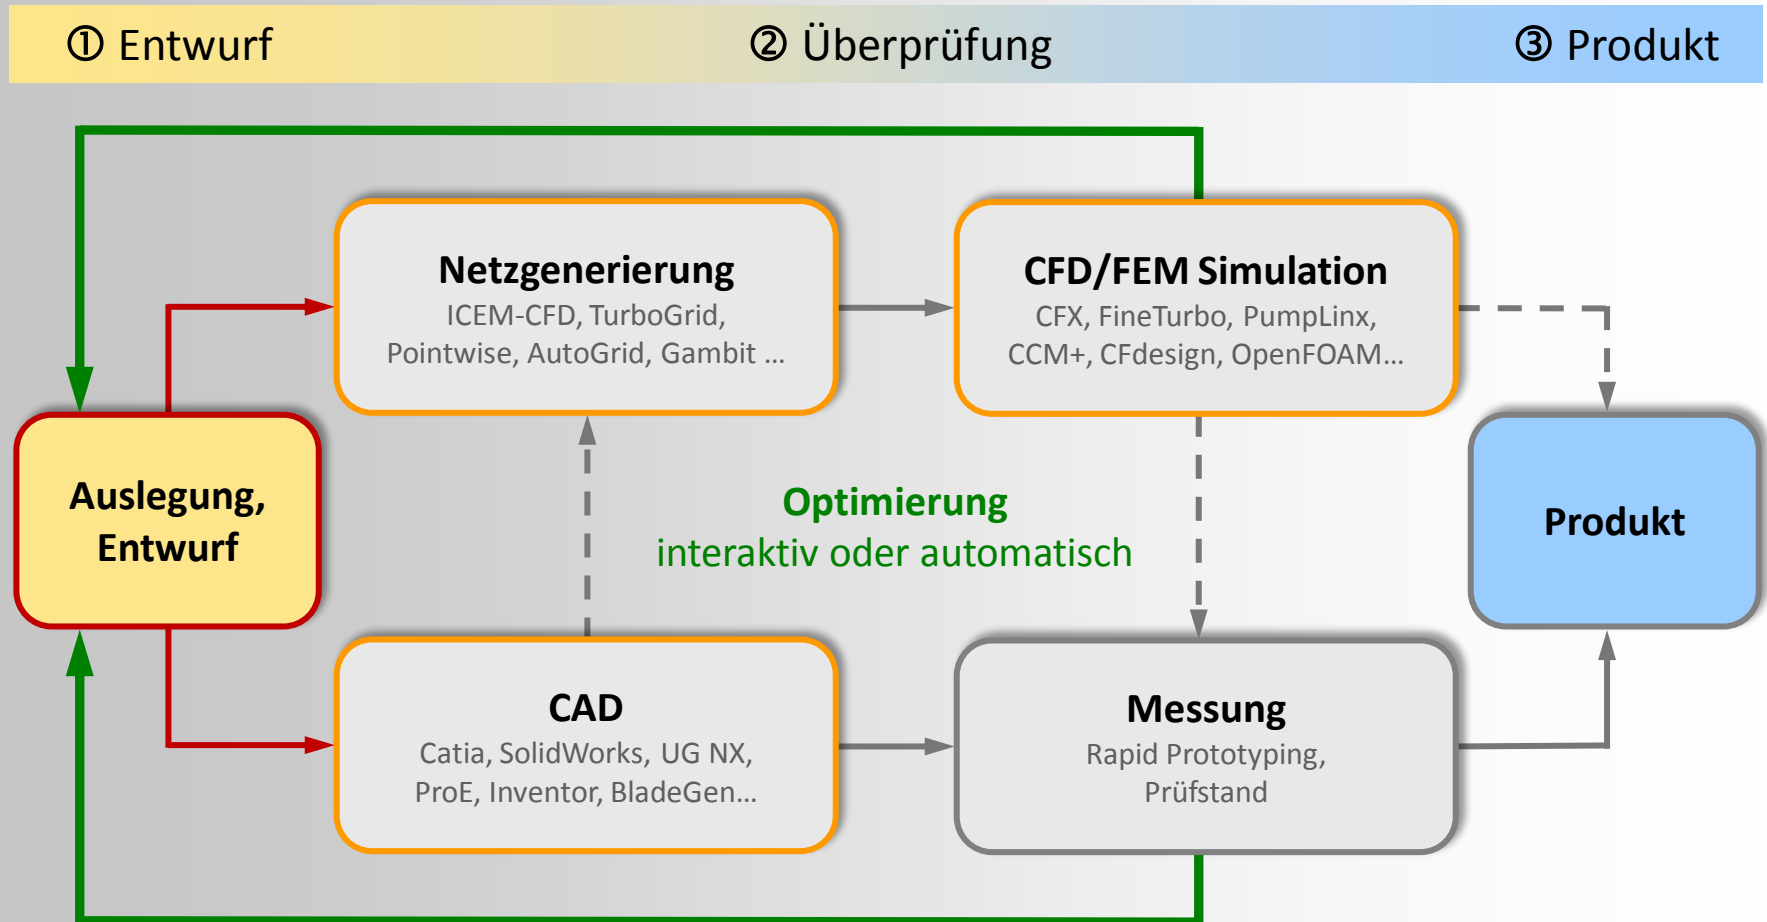 ① Entwurf
② Überprüfung
③ Produkt
Netzgenerierung
ICEM-CFD, TurboGrid,
Pointwise, AutoGrid, Gambit ...
CFD/FEM Simulation
CFX, FineTurbo, PumpLinx,
CCM+, CFdesign, OpenFOAM...
Auslegung,
Entwurf
Optimierung
interaktiv oder automatisch
Produkt
CAD
Catia, SolidWorks, UG NX,
ProE, Inventor, BladeGen...
Messung
Rapid Prototyping,
Prüfstand